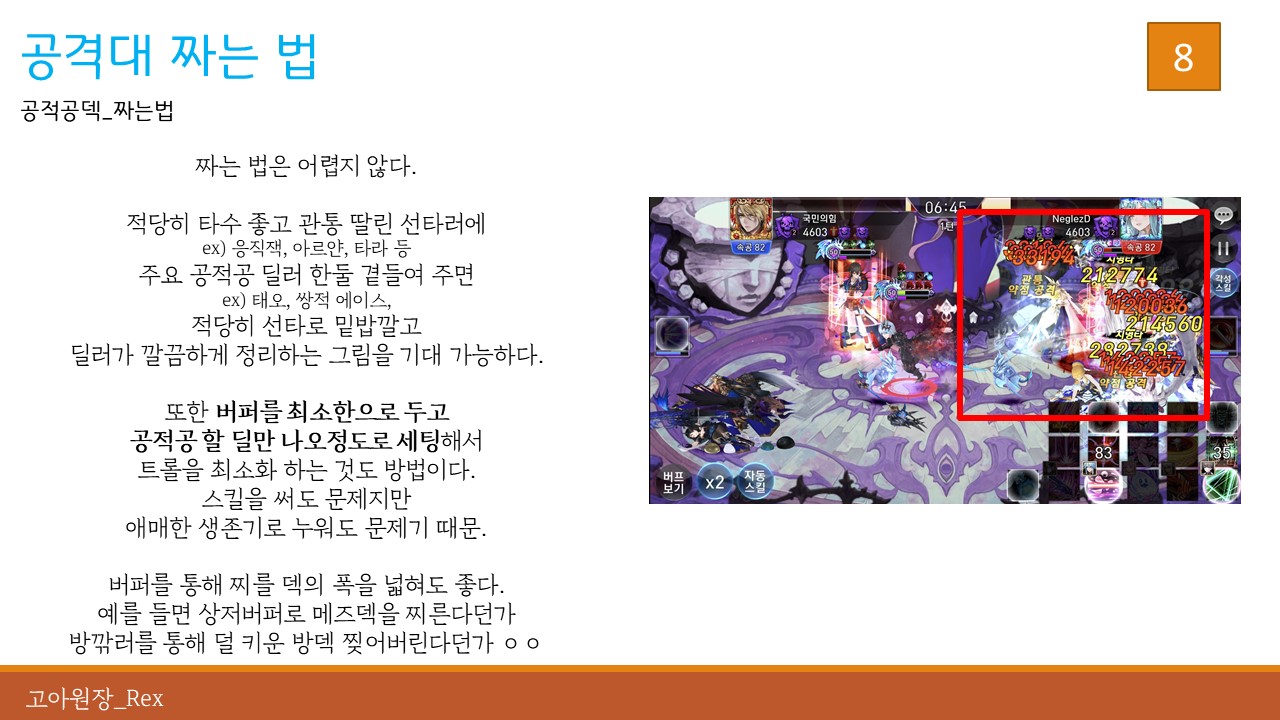 공격대 짜는 법
8
공적공덱_짜는법
짜는 법은 어렵지 않다.
적당히 타수 좋고 관통 딸린 선타러에
ex) 응직잭, 아르얀, 타라 등
주요 공적공 딜러 한둘 곁들여 주면
ex) 태오, 쌍적 에이스,
적당히 선타로 밑밥깔고
딜러가 깔끔하게 정리하는 그림을 기대 가능하다.
또한 버퍼를 최소한으로 두고
공적공 할 딜만 나오정도로 세팅해서
트롤을 최소화 하는 것도 방법이다.
스킬을 써도 문제지만
애매한 생존기로 누워도 문제기 때문.
버퍼를 통해 찌를 덱의 폭을 넓혀도 좋다.
예를 들면 상저버퍼로 메즈덱을 찌른다던가
방깎러를 통해 덜 키운 방덱 찢어버린다던가 ㅇㅇ
국민의힘
4603
속공 82
06:45
1턴
NeglezD
4603
속공 82
33194
관통
약점 공격
치명타
212774
120036
214560
치명타
282739
142257
약점 공격
50
50
각성
스킬
버프
보기
x2
자동
스킬
83
35
고아원장_Rex